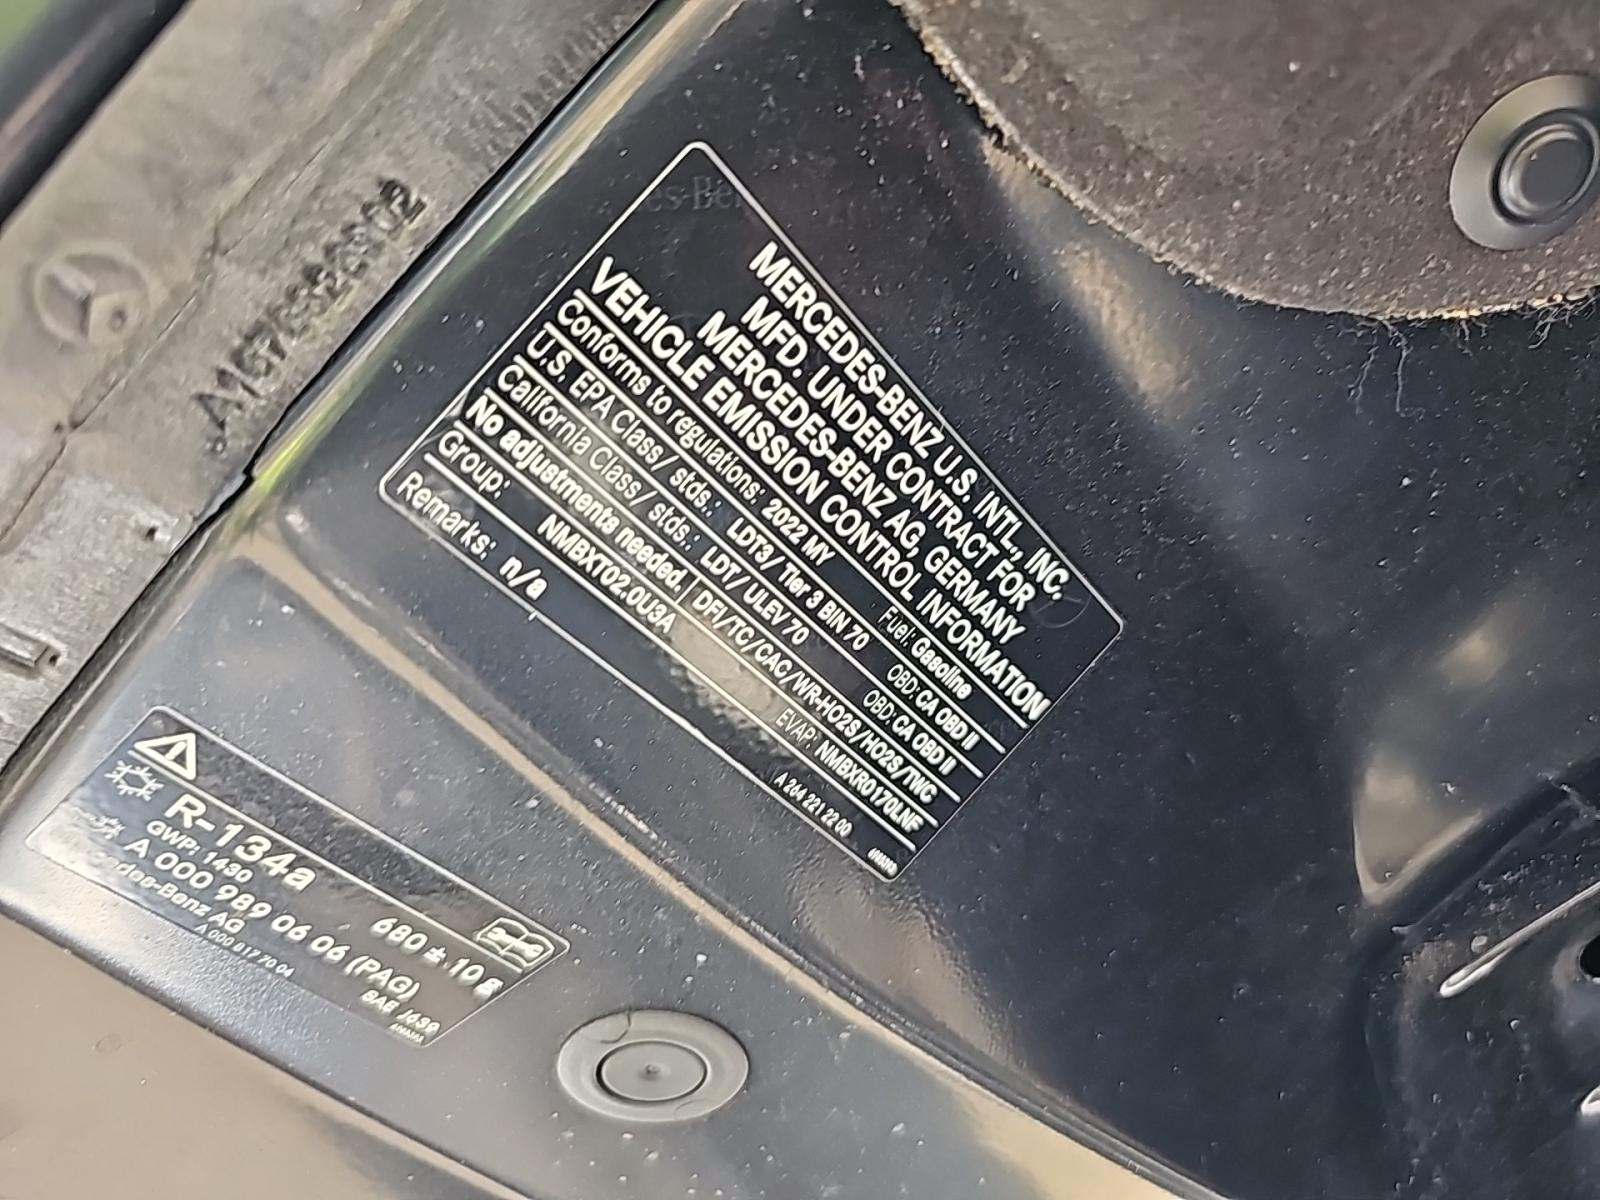 MERCEDES-BENZ U.S. INTL., INC.
MFD. UNDER CONTRACT FOR
MERCEDES-BENZ AG, GERMANY
VEHICLE EMISSION CONTROL INFORMATION
Conforms to regulations: 2022 MY Fuel: Gasoline
U.S. EPA Class/ stds.: LDT3/ Tier 3 BIN 70 OBD: CA OBD II
California Class/ stds.: LDT/ ULEV 70 OBD: CA OBD II
No adjustments needed. DFI/TC/CAC/WR-HO2S/HO2S/TWC
Group: NMBXT02.0U3A EVAP: NMBXR0170LNF
Remarks: n/a
A 264 221 22 00
R-134a 680 ± 10 g
GWP: 1430
A 000 989 06 06 (PAG)
AG
A 000 817 70 04
SAE J639